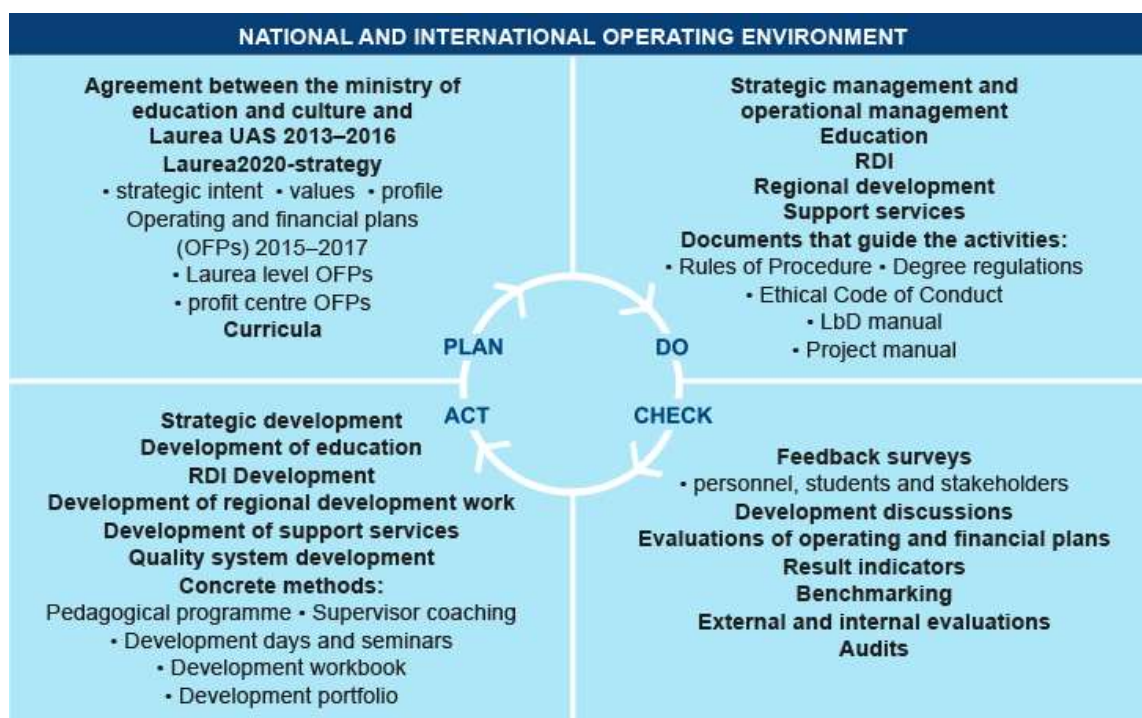 NATIONAL AND INTERNATIONAL OPERATING ENVIRONMENT
Agreement between the ministry of
education and culture and
Laurea UAS 2013–2016
Laurea2020-strategy
• strategic intent • values • profile
Operating and financial plans
(OFPs) 2015–2017
• Laurea level OFPs
• profit centre OFPs
Curricula
Strategic management and
operational management
Education
RDI
Regional development
Support services
Documents that guide the activities:
• Rules of Procedure • Degree regulations
• Ethical Code of Conduct
• LbD manual
• Project manual
PLAN
DO
ACT
CHECK
Strategic development
Development of education
RDI Development
Development of regional development work
Development of support services
Quality system development
Concrete methods:
Pedagogical programme • Supervisor coaching
• Development days and seminars
• Development workbook
• Development portfolio
Feedback surveys
• personnel, students and stakeholders
Development discussions
Evaluations of operating and financial plans
Result indicators
Benchmarking
External and internal evaluations
Audits